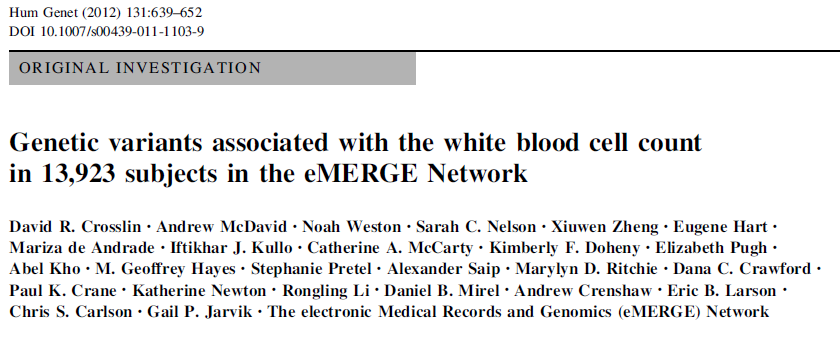 Hum Genet (2012) 131:639–652
DOI 10.1007/s00439-011-1103-9
ORIGINAL INVESTIGATION
Genetic variants associated with the white blood cell count
in 13,923 subjects in the eMERGE Network
David R. Crosslin · Andrew McDavid · Noah Weston · Sarah C. Nelson · Xiuwen Zheng · Eugene Hart ·
Mariza de Andrade · Iftikhar J. Kullo · Catherine A. McCarty · Kimberly F. Doheny · Elizabeth Pugh ·
Abel Kho · M. Geoffrey Hayes · Stephanie Pretel · Alexander Saip · Marylyn D. Ritchie · Dana C. Crawford ·
Paul K. Crane · Katherine Newton · Rongling Li · Daniel B. Mirel · Andrew Crenshaw · Eric B. Larson ·
Chris S. Carlson · Gail P. Jarvik · The electronic Medical Records and Genomics (eMERGE) Network